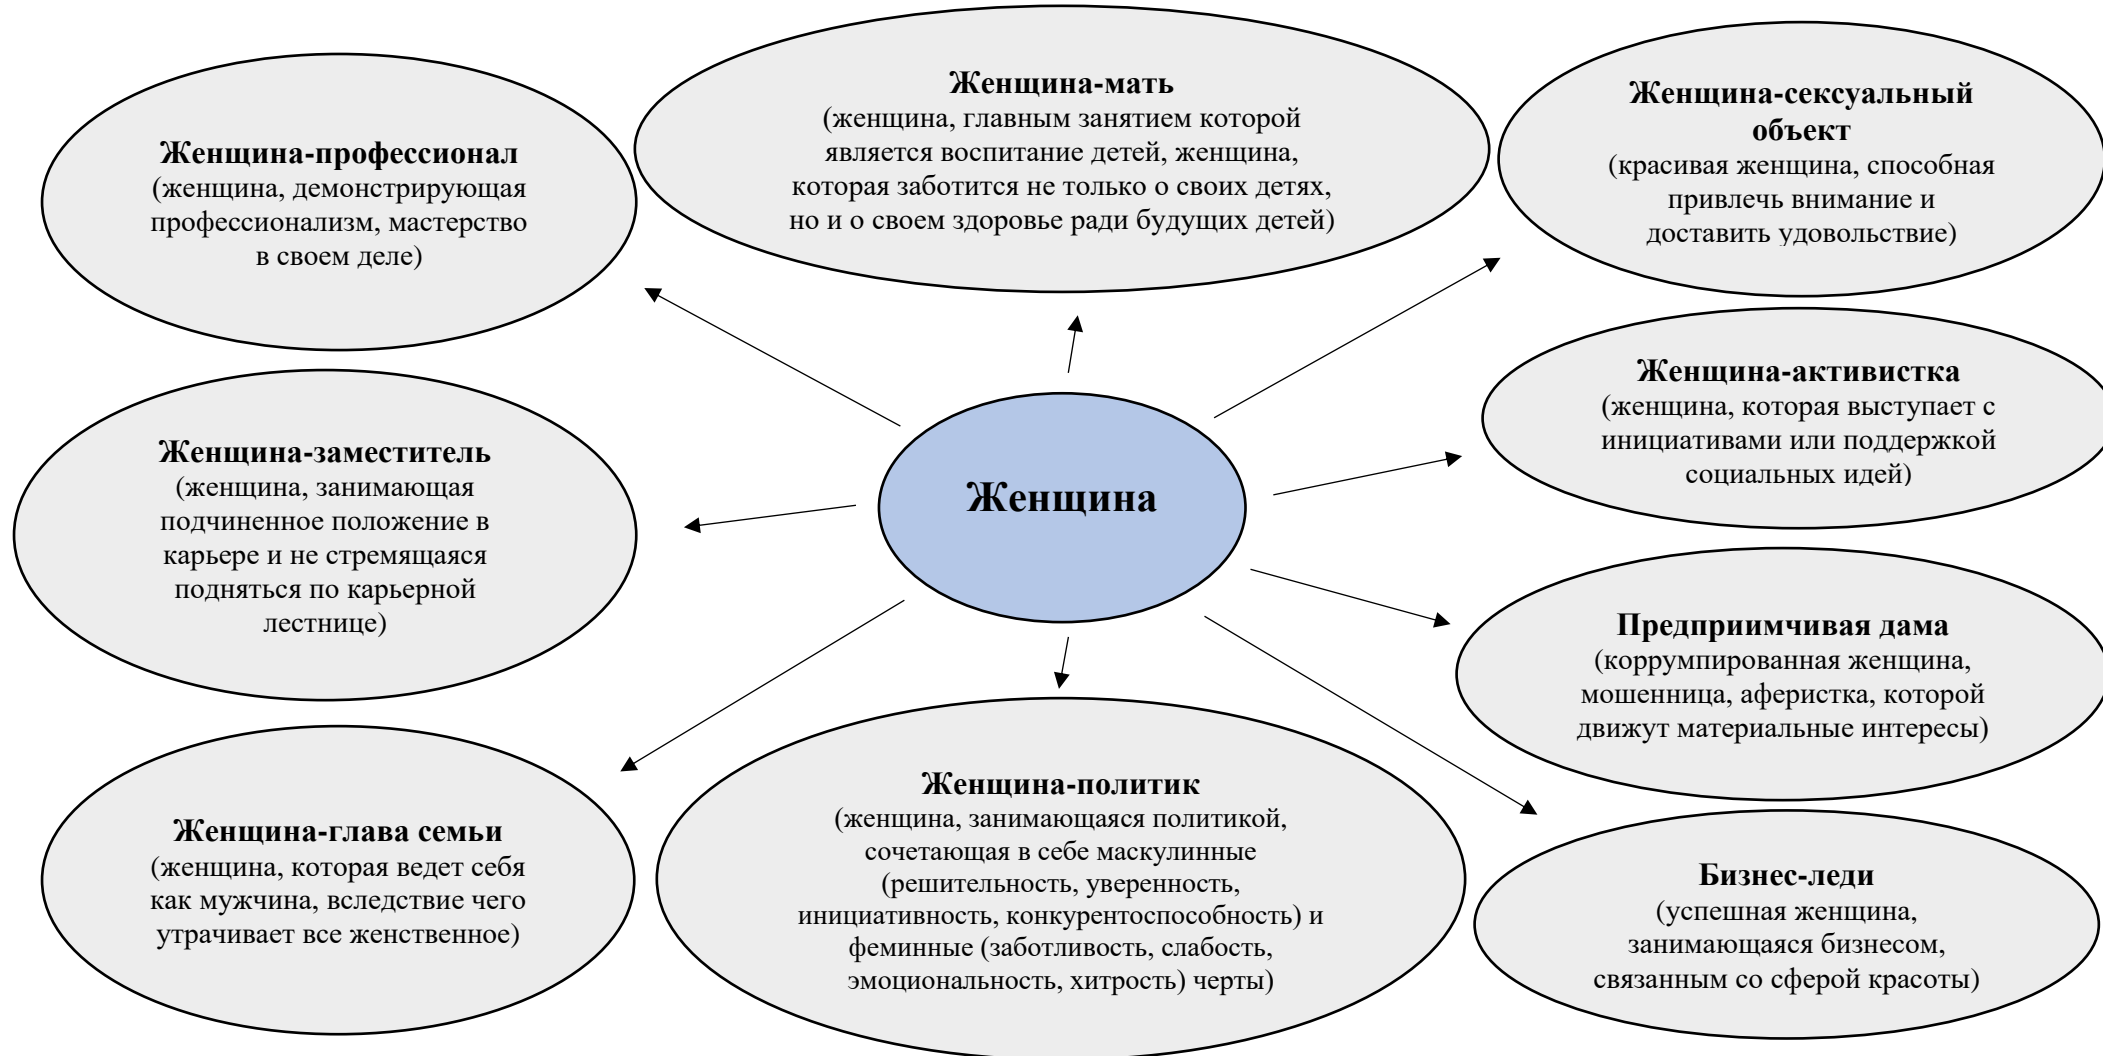 Женщина-мать
(женщина, главным занятием которой
является воспитание детей, женщина,
которая заботится не только о своих детях,
но и о своем здоровье ради будущих детей)
Женщина-сексуальный
объект
(красивая женщина, способная
привлечь внимание и
доставить удовольствие)
Женщина-профессионал
(женщина, демонстрирующая
профессионализм, мастерство
в своем деле)
Женщина-активистка
(женщина, которая выступает с
инициативами или поддержкой
социальных идей)
Женщина-заместитель
(женщина, занимающая
подчиненное положение в
карьере и не стремящаяся
подняться по карьерной
лестнице)
Женщина
Предприимчивая дама
(коррумпированная женщина,
мошенница, аферистка, которой
движут материальные интересы)
Женщина-глава семьи
(женщина, которая ведет себя
как мужчина, вследствие чего
утрачивает все женственное)
Женщина-политик
(женщина, занимающаяся политикой,
сочетающая в себе маскулинные
(решительность, уверенность,
инициативность, конкурентоспособность) и
феминные (заботливость, слабость,
эмоциональность, хитрость) черты)
Бизнес-леди
(успешная женщина,
занимающаяся бизнесом,
связанным со сферой красоты)